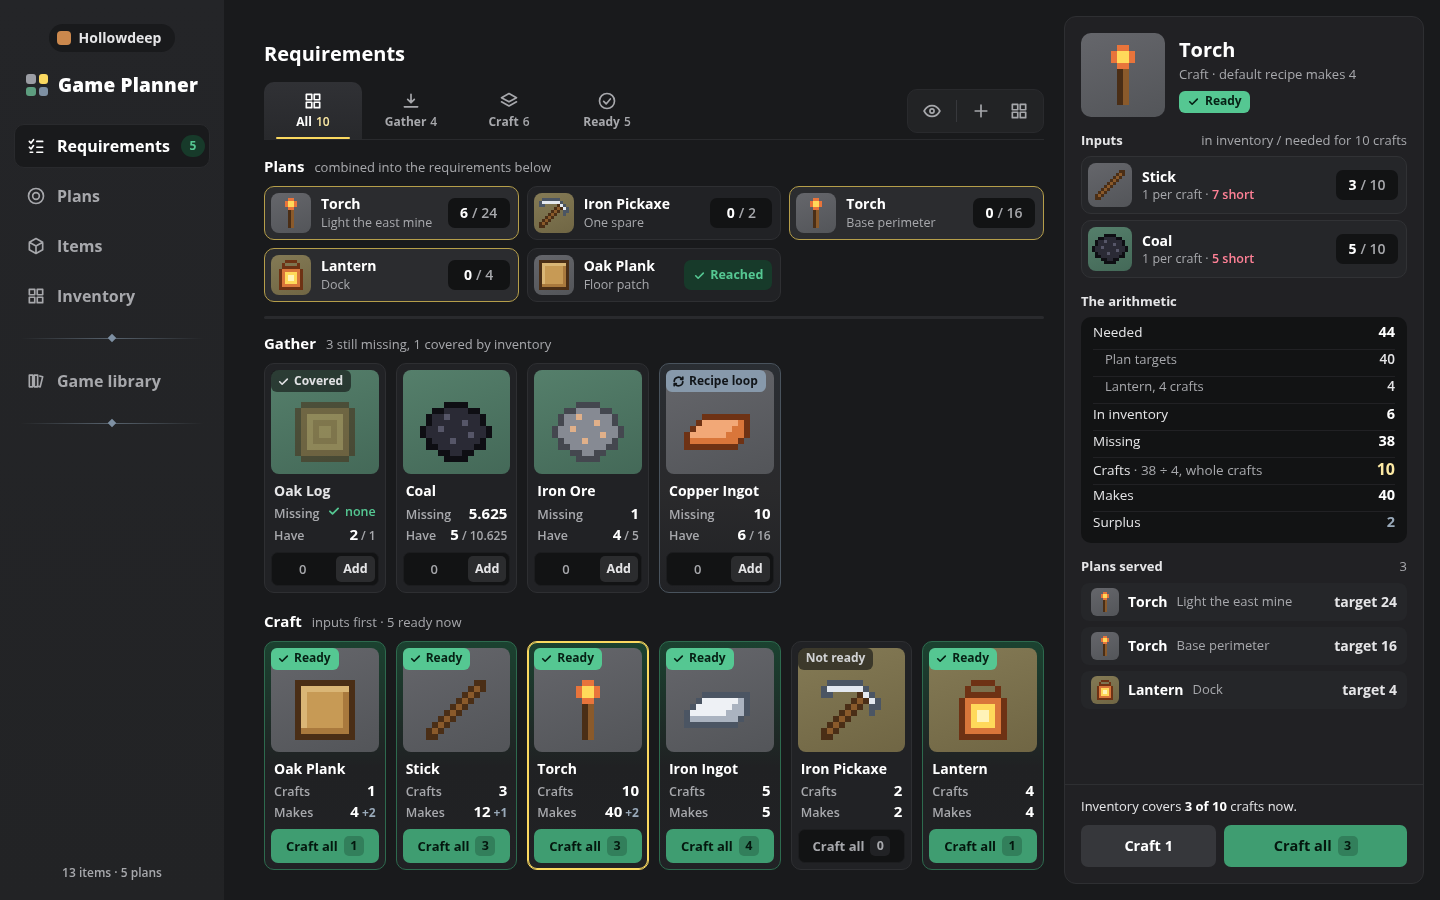 Hollowdeep
Game Planner
Requirements 5
Plans
Items
Inventory
Game library
13 items · 5 plans
Requirements
All 10
Gather 4
Craft 6
Ready 5
Plans combined into the requirements below
Torch
Light the east mine
6 / 24
Iron Pickaxe
One spare
0 / 2
Torch
Base perimeter
0 / 16
Lantern
Dock
0 / 4
Oak Plank
Floor patch
Reached
Gather 3 still missing, 1 covered by inventory
Covered
Oak Log
Missing none
Have 2 / 1
0 Add
Coal
Missing 5.625
Have 5 / 10.625
0 Add
Iron Ore
Missing 1
Have 4 / 5
0 Add
Recipe loop
Copper Ingot
Missing 10
Have 6 / 16
0 Add
Craft inputs first · 5 ready now
Ready
Oak Plank
Crafts 1
Makes 4 +2
Craft all 1
Ready
Stick
Crafts 3
Makes 12 +1
Craft all 3
Ready
Torch
Crafts 10
Makes 40 +2
Craft all 3
Ready
Iron Ingot
Crafts 5
Makes 5
Craft all 4
Not ready
Iron Pickaxe
Crafts 2
Makes 2
Craft all 0
Ready
Lantern
Crafts 4
Makes 4
Craft all 1
Torch
Craft · default recipe makes 4
Ready
Inputs in inventory / needed for 10 crafts
Stick
1 per craft · 7 short
3 / 10
Coal
1 per craft · 5 short
5 / 10
The arithmetic
Needed 44
Plan targets 40
Lantern, 4 crafts 4
In inventory 6
Missing 38
Crafts · 38 ÷ 4, whole crafts 10
Makes 40
Surplus 2
Plans served 3
Torch Light the east mine target 24
Torch Base perimeter target 16
Lantern Dock target 4
Inventory covers 3 of 10 crafts now.
Craft 1
Craft all 3